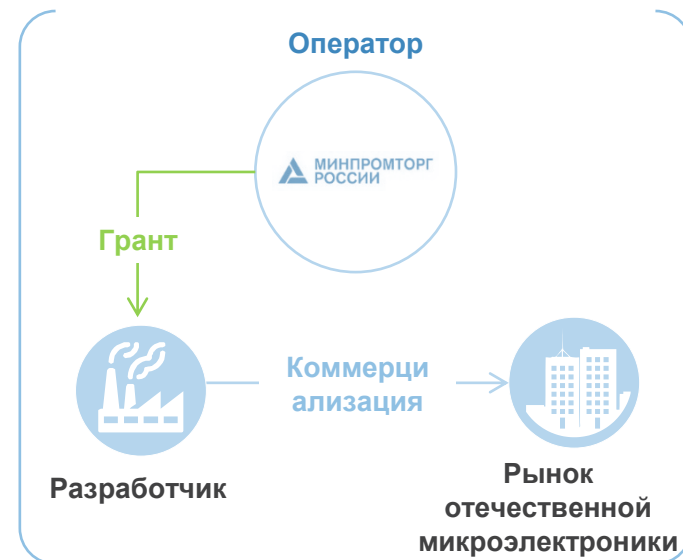 Оператор
МИНПРОМТОРГ
РОССИИ
Грант
Коммерци
ализация
Разработчик
Рынок
отечественной
микроэлектроники